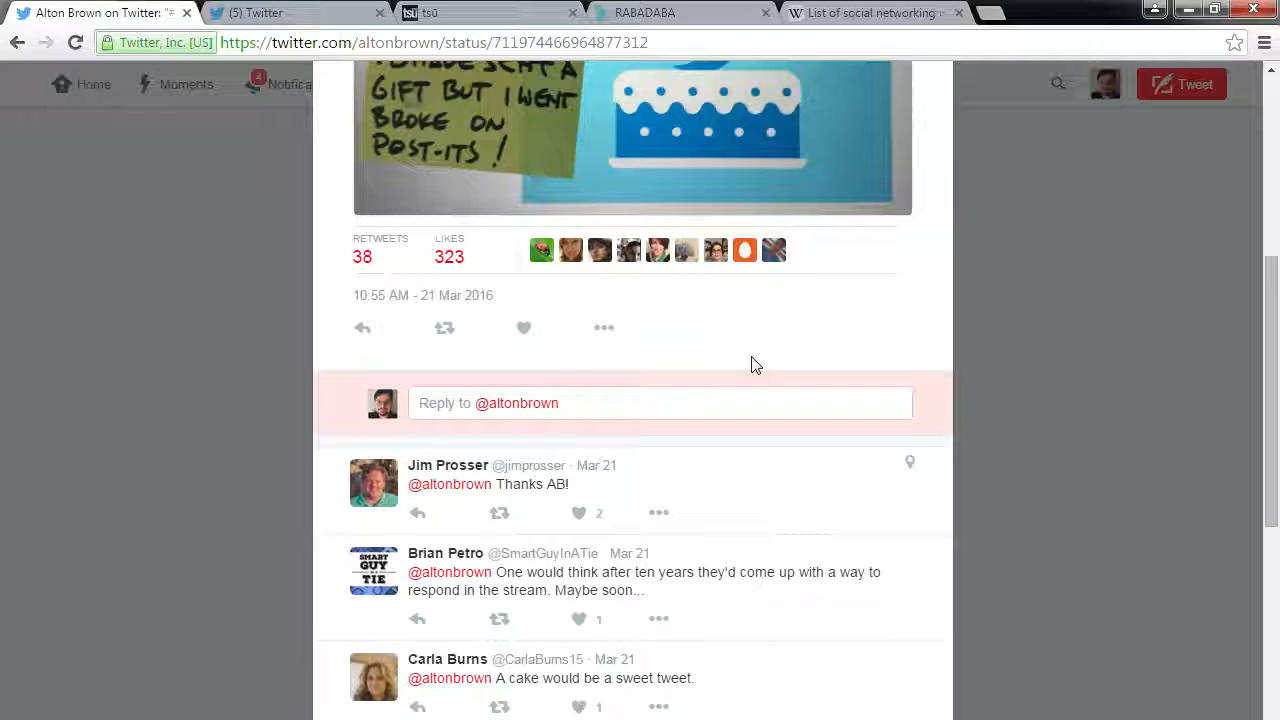 Alton Brown on Twitter: "#
(5) Twitter
tsū
RABADABA
List of social networking
Twitter, Inc. [US]
https://twitter.com/altonbrown/status/711974466964877312
Home
Moments
4
Notifica
Tweet
GIFT BUT I WENT
BROKE ON
POST-ITS!
RETWEETS
LIKES
38
323
10:55 AM - 21 Mar 2016
Reply to @altonbrown
Jim Prosser @jimprosser · Mar 21
@altonbrown Thanks AB!
2
SMART
GUY
IN A
TIE
Brian Petro @SmartGuyInATie Mar 21
@altonbrown One would think after ten years they'd come up with a way to
respond in the stream. Maybe soon...
1
Carla Burns @CarlaBurns15 · Mar 21
@altonbrown A cake would be a sweet tweet.
1